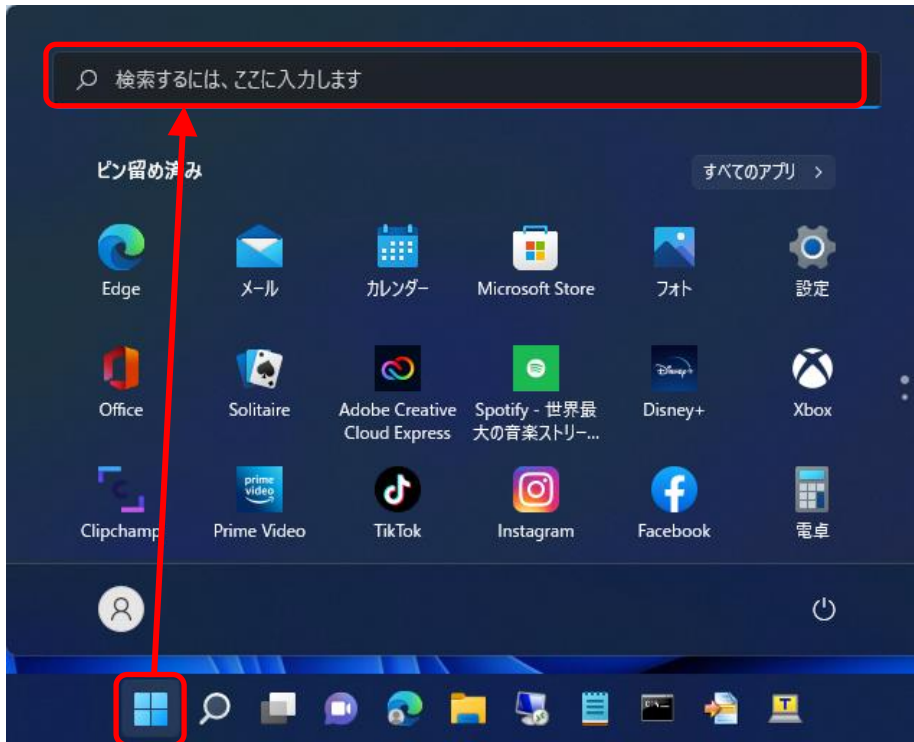 検索するには、ここに入力します
ピン留め済み
すべてのアプリ >
Edge
メール
カレンダー
Microsoft Store
フォト
設定
Office
Solitaire
Adobe Creative
Cloud Express
Spotify - 世界最
大の音楽ストリー...
Disney+
Disney+
Xbox
prime
video
Clipchamp
Prime Video
TikTok
Instagram
Facebook
電卓
T